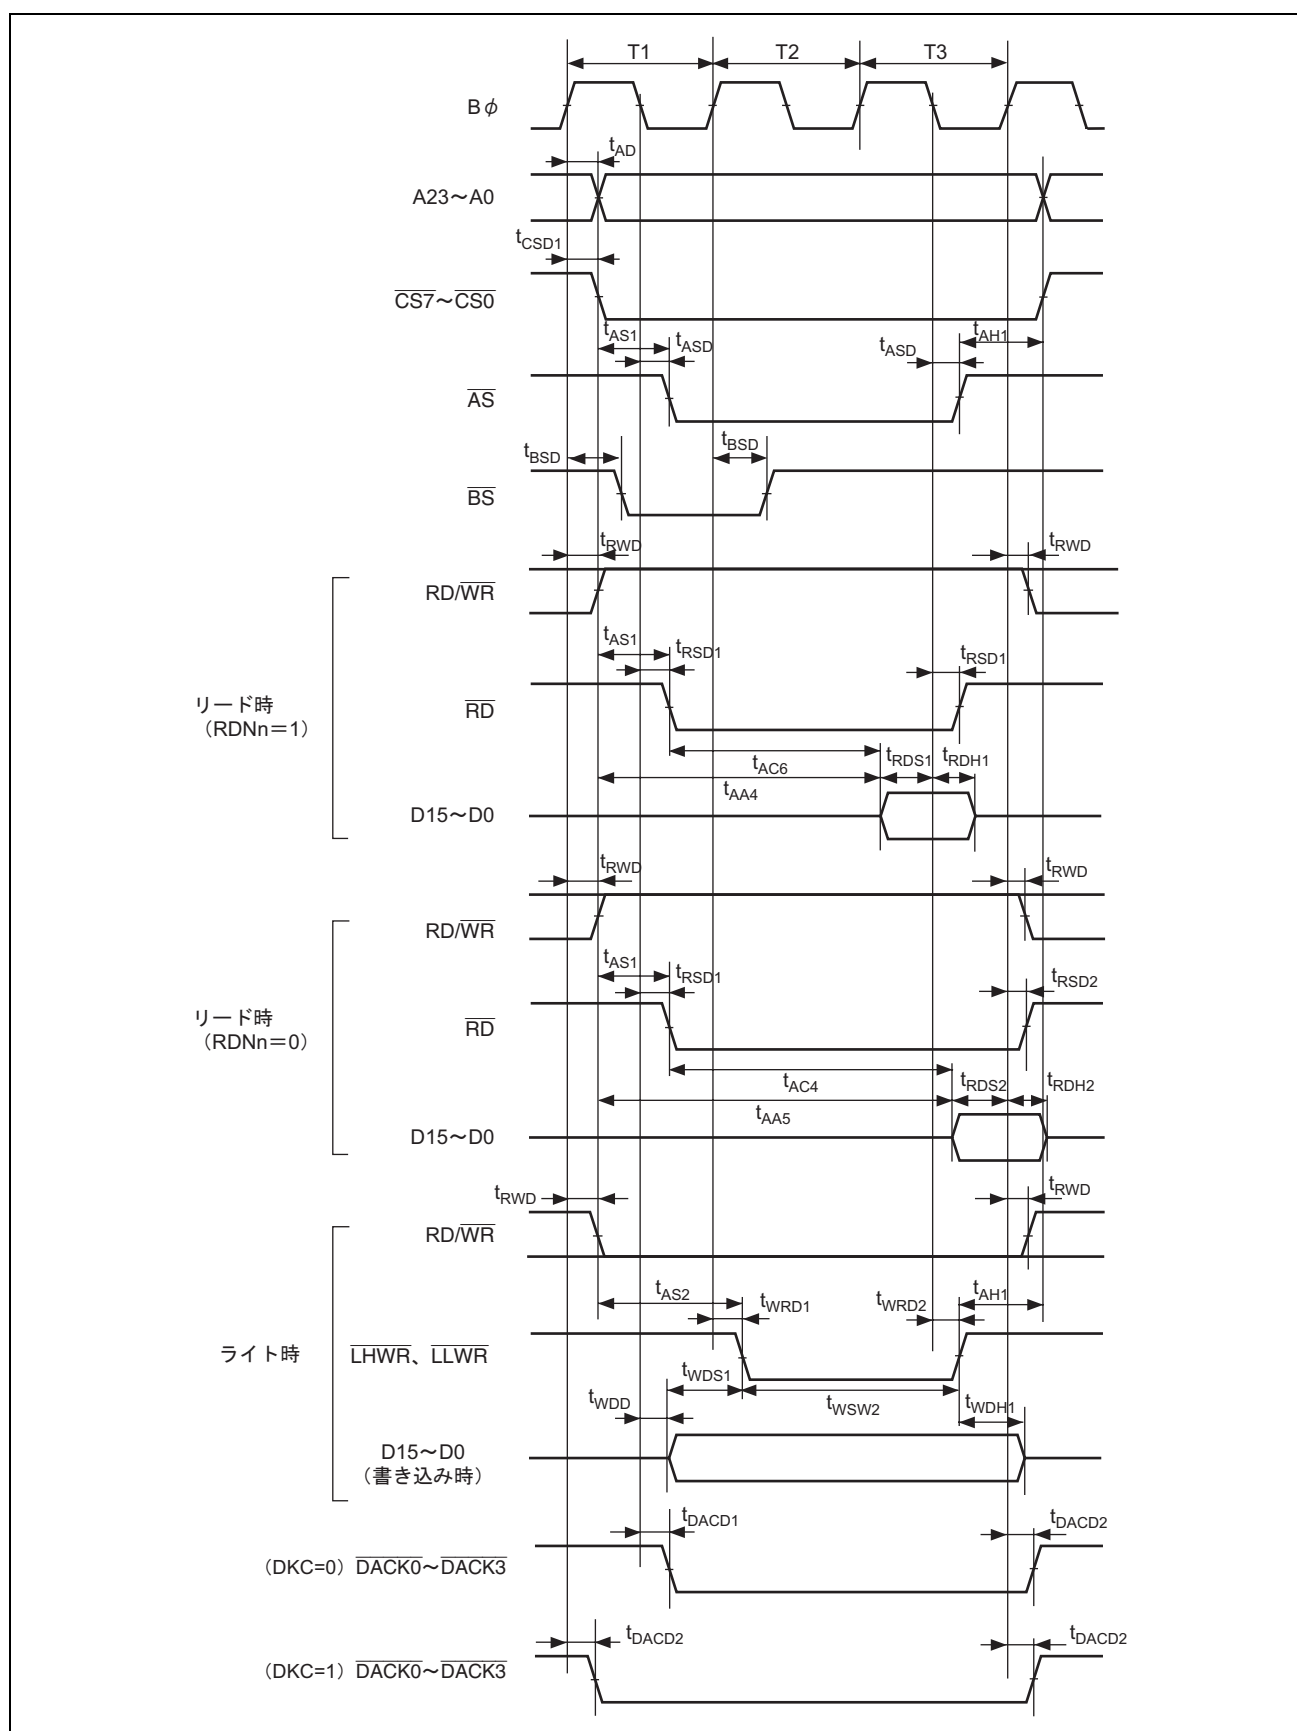 T1 T2 T3
Bφ
tAD
A23～A0
tCSD1
CS7～CS0
tAS1 tASD tASD tAH1
AS
tBSD tBSD
BS
tRWD tRWD
RD/WR
tAS1 tRSD1 tRSD1
リード時
（RDNn＝1）
RD
tAC6 tRDS1 tRDH1
tAA4
D15～D0
tRWD tRWD
RD/WR
tAS1 tRSD1 tRSD2
リード時
（RDNn＝0）
RD
tAC4 tRDS2 tRDH2
tAA5
D15～D0
tRWD tRWD
RD/WR
tAS2 tWRD1 tWRD2 tAH1
ライト時
LHWR、LLWR
tWDS1
tWDD tWSW2 tWDH1
D15～D0
（書き込み時）
tDACD1 tDACD2
（DKC=0）DACK0～DACK3
tDACD2 tDACD2
（DKC=1）DACK0～DACK3